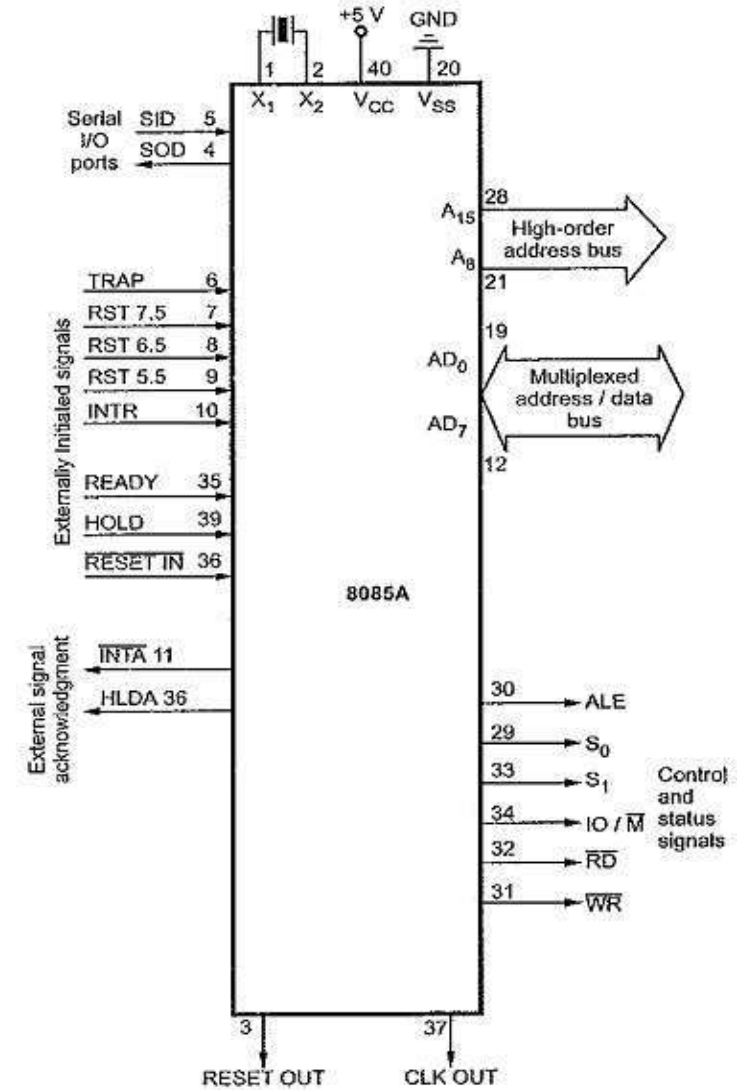 +5 V GND
1 2 40 20
X1 X2 VCC VSS
Serial I/O ports
SID 5
SOD 4
A15 28
High-order address bus
A8 21
Externally Initialed signals
TRAP 6
RST 7.5 7
RST 6.5 8
RST 5.5 9
INTR 10
19
AD0
Multiplexed address / data bus
AD7
12
READY 35
HOLD 39
RESET IN 36
8085A
External signal acknowledgment
INTA 11
HLDA 36
30 ALE
29 S0
33 S1
34 IO / M
32 RD
31 WR
Control and status signals
3 37
RESET OUT CLK OUT